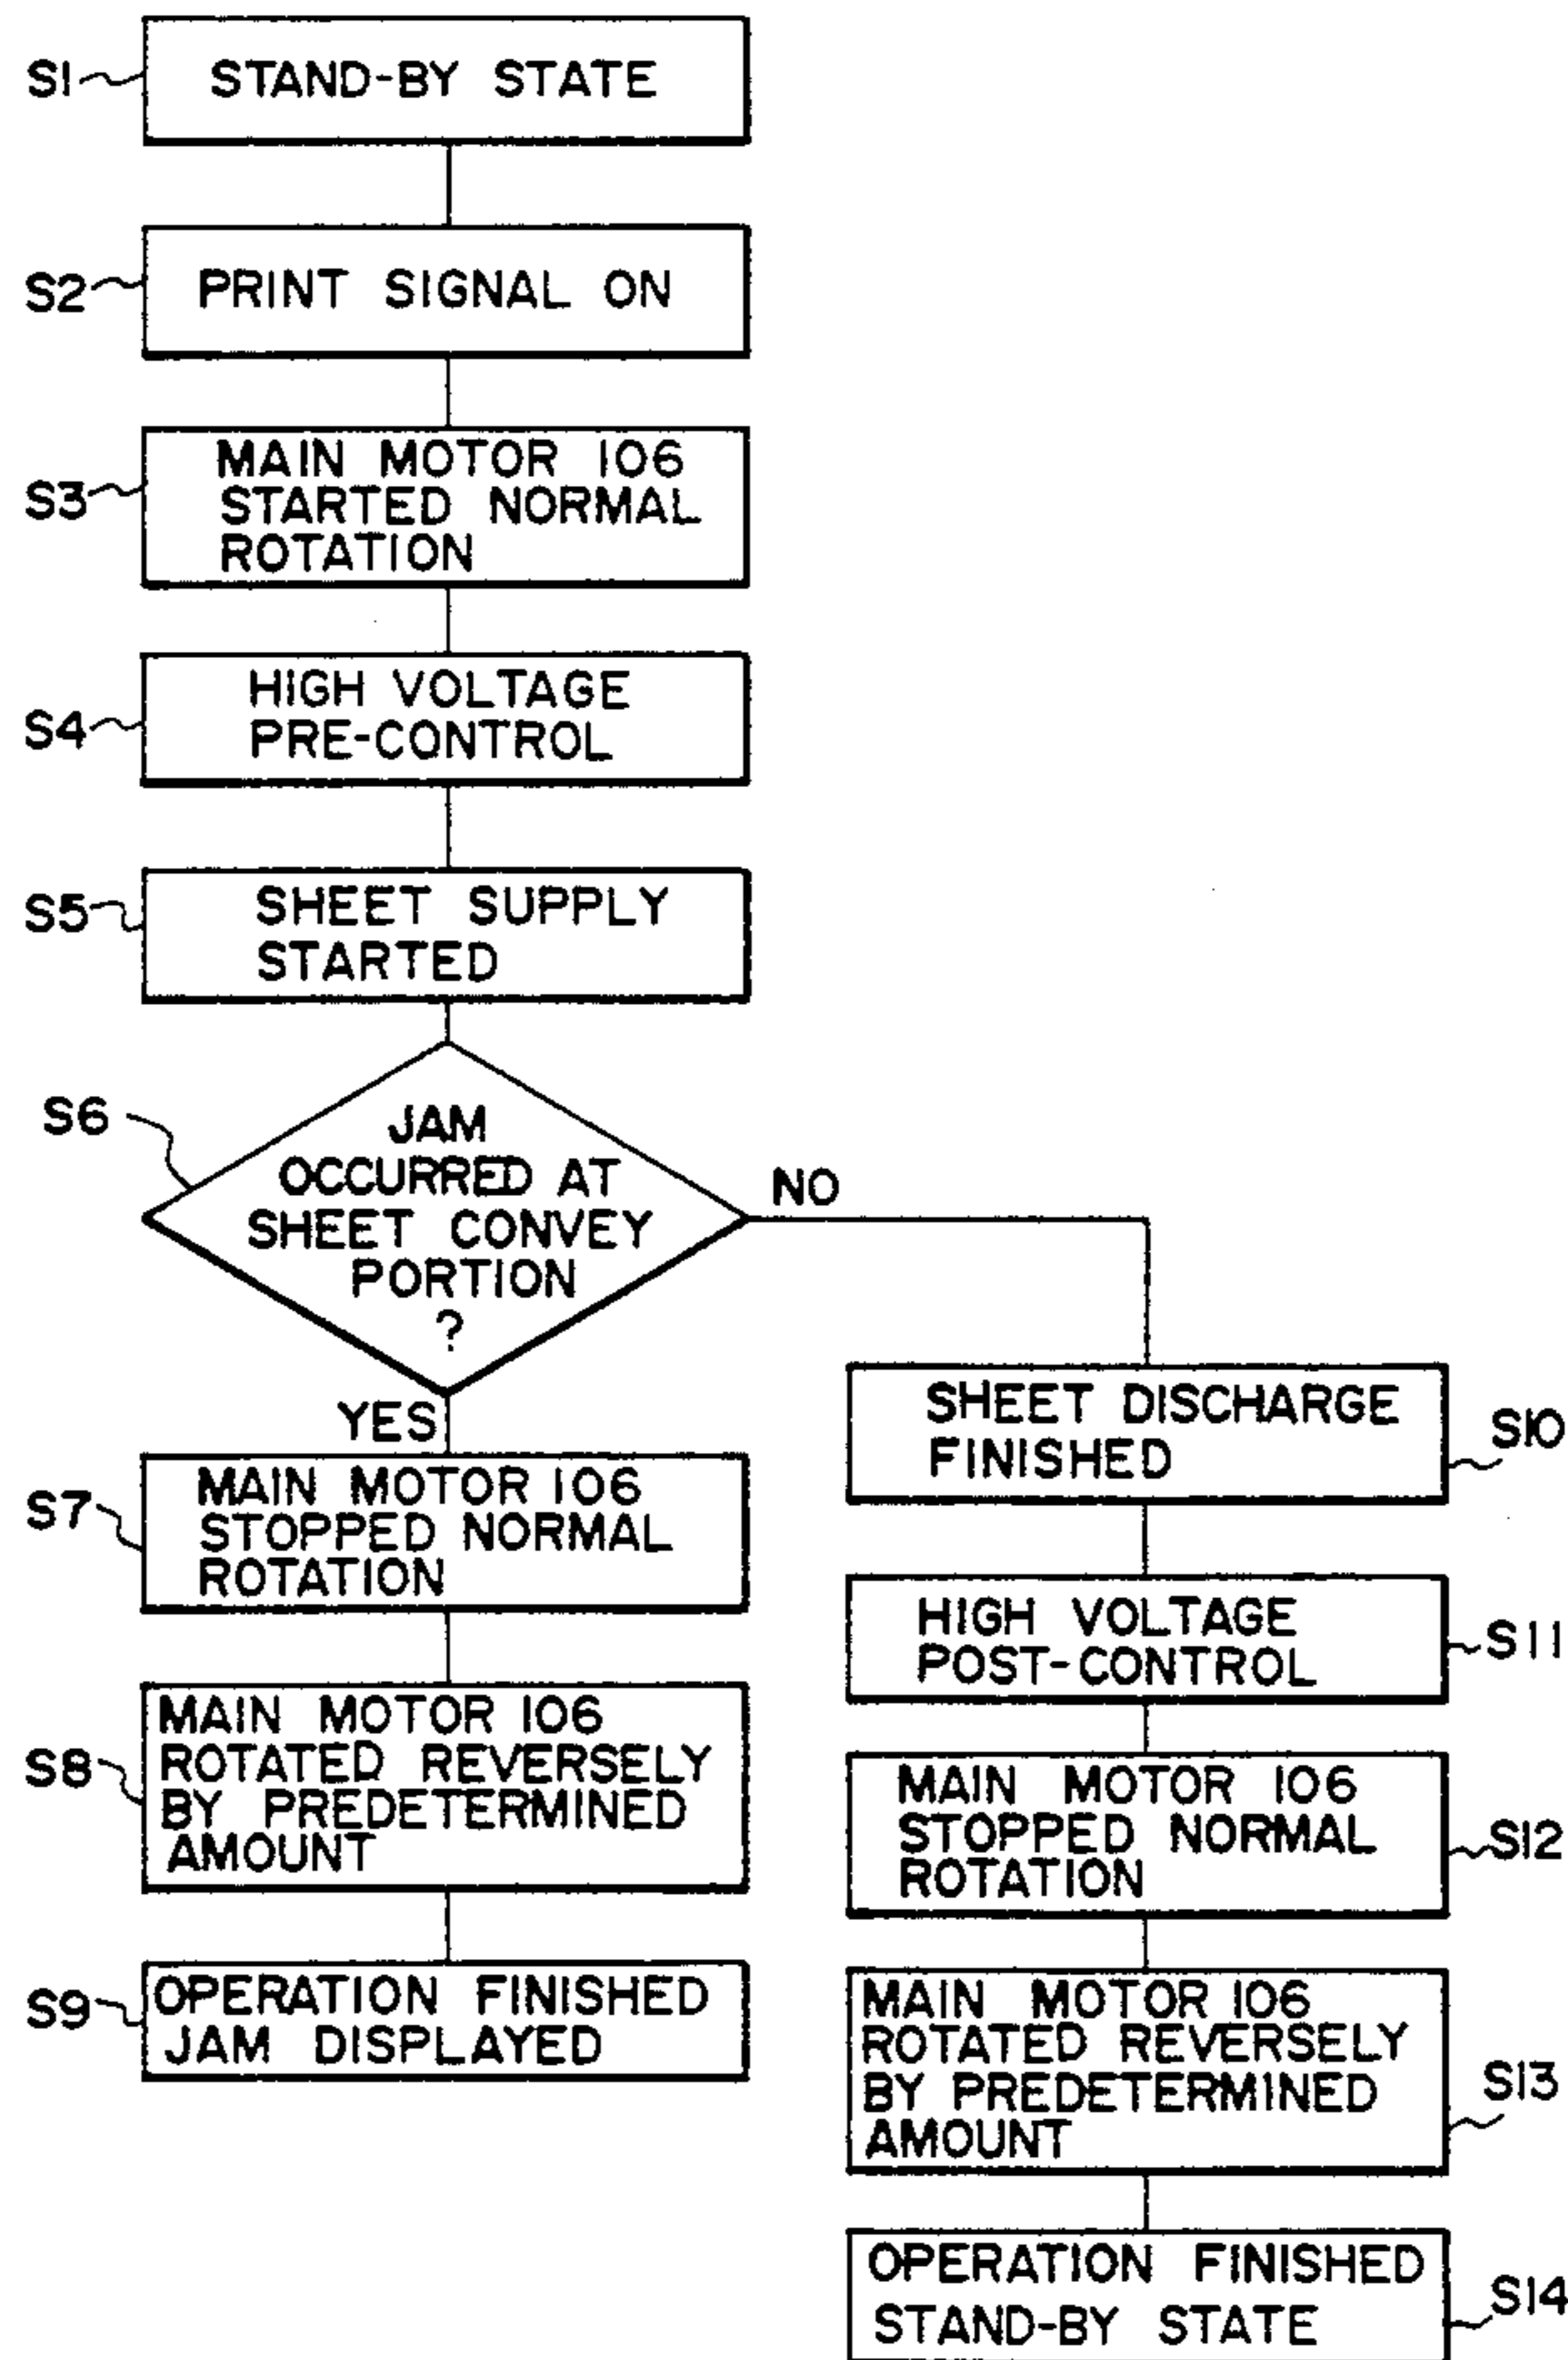 S1
STAND-BY STATE
S2
PRINT SIGNAL ON
S3
MAIN MOTOR 106
STARTED NORMAL
ROTATION
S4
HIGH VOLTAGE
PRE-CONTROL
S5
SHEET SUPPLY
STARTED
S6
JAM
OCCURRED AT
SHEET CONVEY
PORTION
?
NO
YES
S7
MAIN MOTOR 106
STOPPED NORMAL
ROTATION
S8
MAIN MOTOR 106
ROTATED REVERSELY
BY PREDETERMINED
AMOUNT
S9
OPERATION FINISHED
JAM DISPLAYED
SHEET DISCHARGE
FINISHED
S10
HIGH VOLTAGE
POST-CONTROL
S11
MAIN MOTOR 106
STOPPED NORMAL
ROTATION
S12
MAIN MOTOR 106
ROTATED REVERSELY
BY PREDETERMINED
AMOUNT
S13
OPERATION FINISHED
STAND-BY STATE
S14